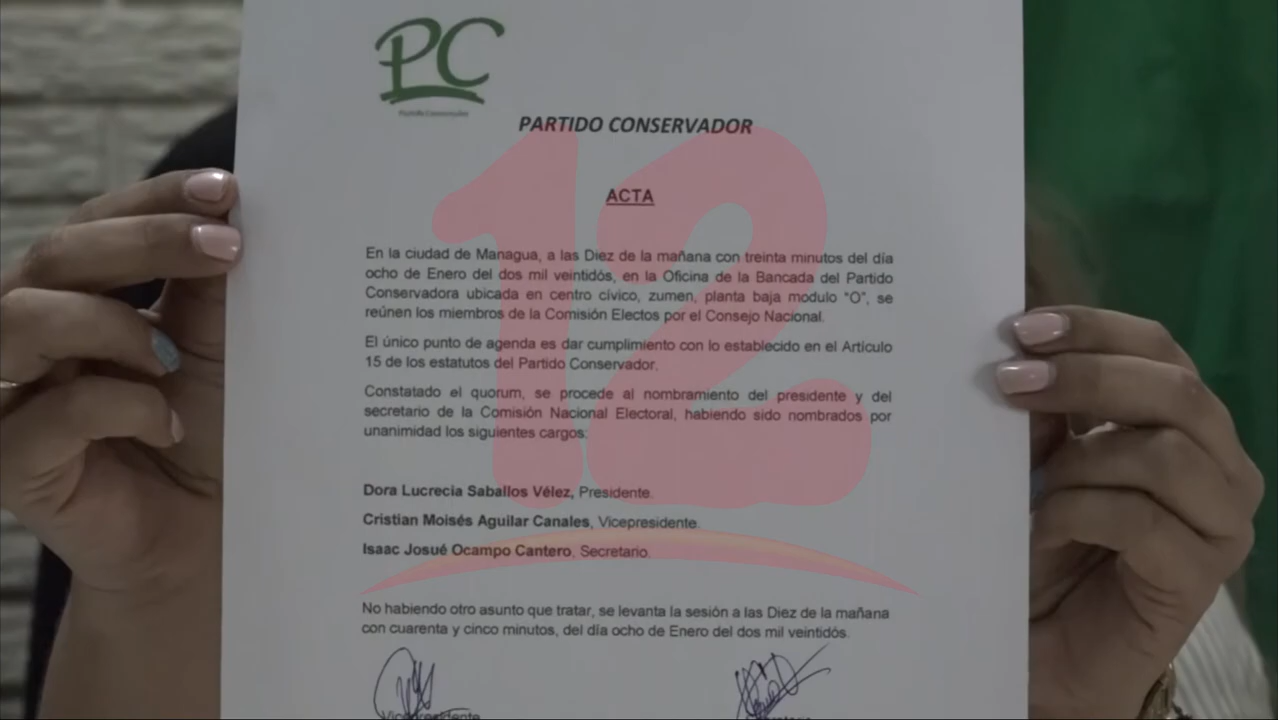 PC
Partido Conservador
PARTIDO CONSERVADOR
ACTA
12
En la ciudad de Managua, a las Diez de la mañana con treinta minutos del día
ocho de Enero del dos mil veintidós, en la Oficina de la Bancada del Partido
Conservadora ubicada en centro cívico, zumen, planta baja modulo "O", se
reúnen los miembros de la Comisión Electos por el Consejo Nacional.
El único punto de agenda es dar cumplimiento con lo establecido en el Artículo
15 de los estatutos del Partido Conservador.
Constatado el quorum, se procede al nombramiento del presidente y del
secretario de la Comisión Nacional Electoral, habiendo sido nombrados por
unanimidad los siguientes cargos:
Dora Lucrecia Saballos Vélez, Presidente.
Cristian Moisés Aguilar Canales, Vicepresidente.
Isaac Josué Ocampo Cantero, Secretario.
No habiendo otro asunto que tratar, se levanta la sesión a las Diez de la mañana
con cuarenta y cinco minutos, del día ocho de Enero del dos mil veintidós.
Vicepresidente